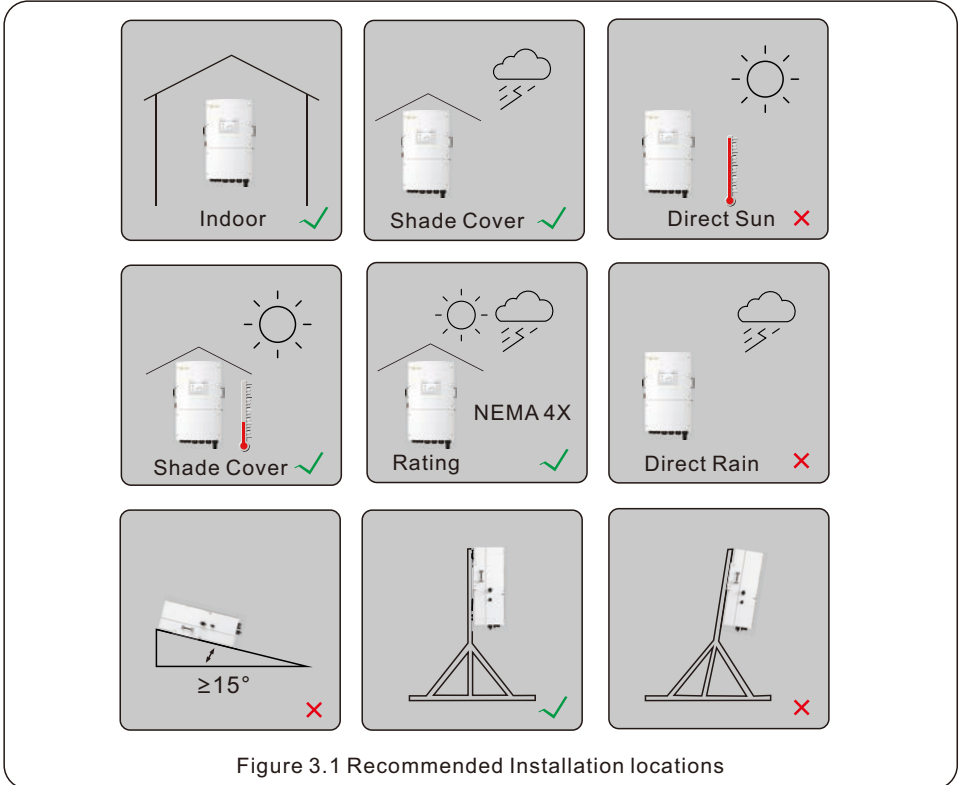 Indoor
Shade Cover
Direct Sun
Shade Cover
NEMA 4X
Rating
Direct Rain
≥15°
Figure 3.1 Recommended Installation locations